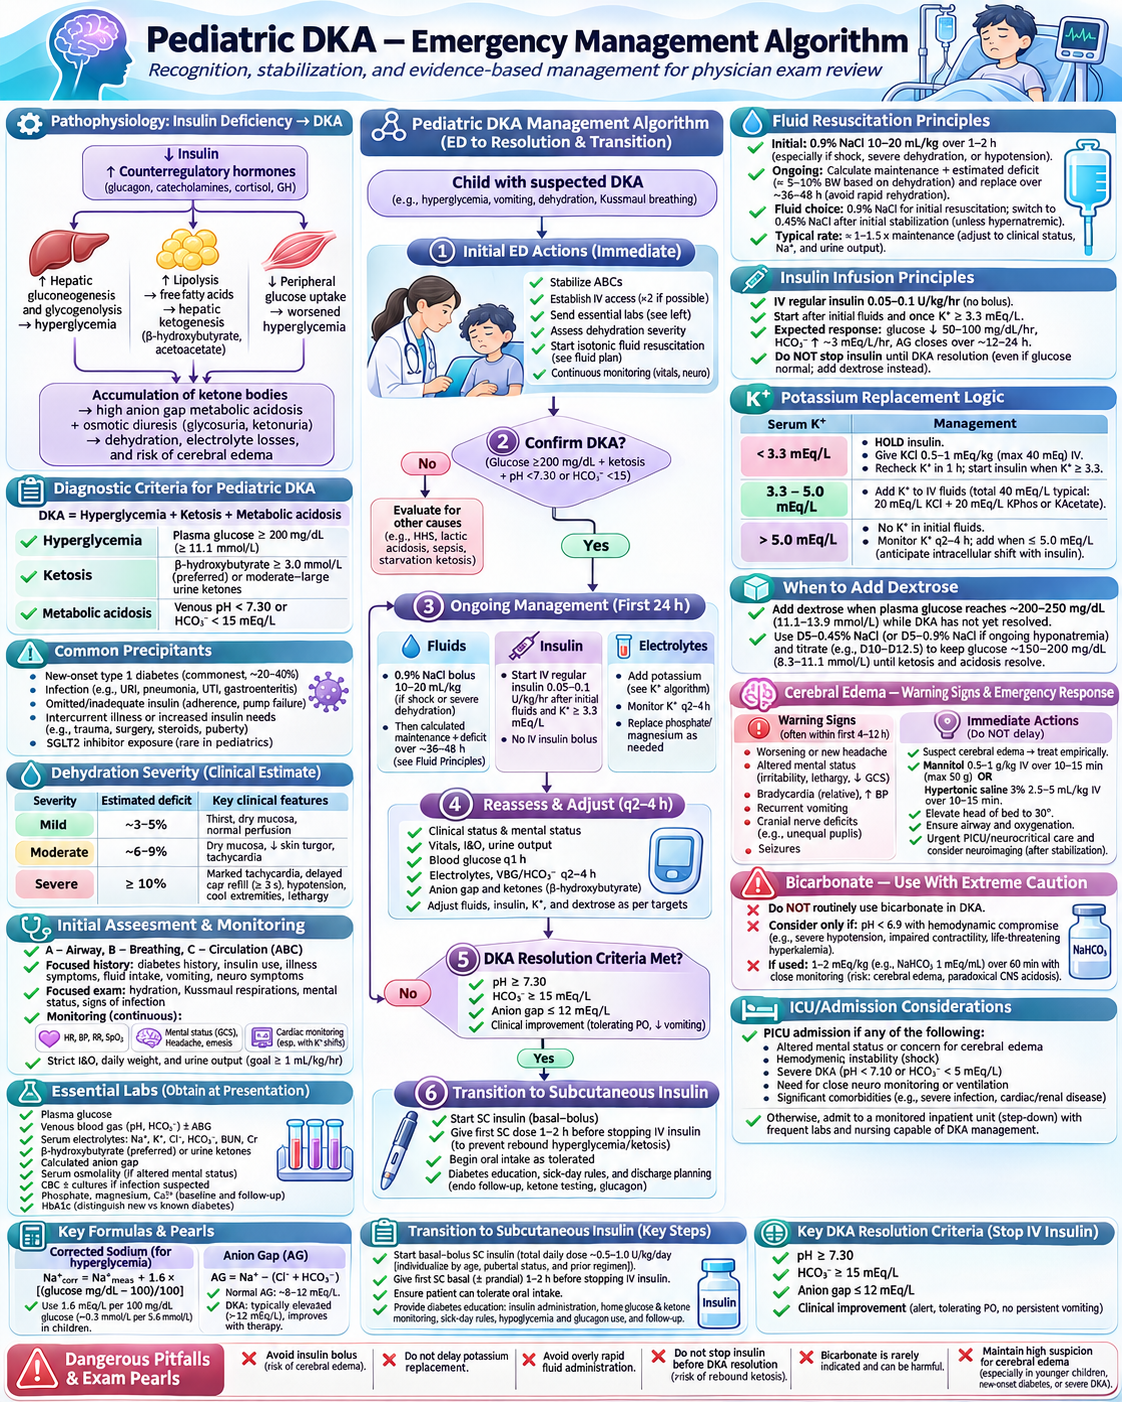 Pediatric DKA – Emergency Management Algorithm
Recognition, stabilization, and evidence-based management for physician exam review
Pathophysiology: Insulin Deficiency → DKA
↓ Insulin
↑ Counterregulatory hormones
(glucagon, catecholamines, cortisol, GH)
↑ Hepatic
gluconeogenesis
and glycogenolysis
→ hyperglycemia
↑ Lipolysis
→ free fatty acids
→ hepatic
ketogenesis
(β-hydroxybutyrate,
acetoacetate)
↓ Peripheral
glucose uptake
→ worsened
hyperglycemia
Accumulation of ketone bodies
→ high anion gap metabolic acidosis
+ osmotic diuresis (glycosuria, ketonuria)
→ dehydration, electrolyte losses,
and risk of cerebral edema
Diagnostic Criteria for Pediatric DKA
DKA = Hyperglycemia + Ketosis + Metabolic acidosis
Hyperglycemia
Plasma glucose ≥ 200 mg/dL
(≥ 11.1 mmol/L)
Ketosis
β-hydroxybutyrate ≥ 3.0 mmol/L
(preferred) or moderate–large
urine ketones
Metabolic acidosis
Venous pH < 7.30 or
HCO₃⁻ < 15 mEq/L
Common Precipitants
New-onset type 1 diabetes (commonest, ~20–40%)
Infection (e.g., URI, pneumonia, UTI, gastroenteritis)
Omitted/inadequate insulin (adherence, pump failure)
Intercurrent illness or increased insulin needs
(e.g., trauma, surgery, steroids, puberty)
SGLT2 inhibitor exposure (rare in pediatrics)
Dehydration Severity (Clinical Estimate)
Severity Estimated deficit Key clinical features
Mild ~3–5% Thirst, dry mucosa,
normal perfusion
Moderate ~6–9% Dry mucosa, ↓ skin turgor,
tachycardia
Severe ≥ 10% Marked tachycardia, delayed
cap refill (≥ 3 s), hypotension,
cool extremities, lethargy
Initial Assessment & Monitoring
A – Airway, B – Breathing, C – Circulation (ABC)
Focused history: diabetes history, insulin use, illness
symptoms, fluid intake, vomiting, neuro symptoms
Focused exam: hydration, Kussmaul respirations, mental
status, signs of infection
Monitoring (continuous):
HR, BP, RR, SpO₂
Mental status (GCS),
Headache, emesis
Cardiac monitoring
(esp. with K⁺ shifts)
Strict I&O, daily weight, and urine output (goal ≥ 1 mL/kg/hr)
Essential Labs (Obtain at Presentation)
Plasma glucose
Venous blood gas (pH, HCO₃⁻) ± ABG
Serum electrolytes: Na⁺, K⁺, Cl⁻, HCO₃⁻, BUN, Cr
β-hydroxybutyrate (preferred) or urine ketones
Calculated anion gap
Serum osmolality (if altered mental status)
CBC ± cultures if infection suspected
Phosphate, magnesium, (baseline and follow-up)
HbA1c (distinguish new vs known diabetes)
Pediatric DKA Management Algorithm
(ED to Resolution & Transition)
Child with suspected DKA
(e.g., hyperglycemia, vomiting, dehydration, Kussmaul breathing)
1 Initial ED Actions (Immediate)
Stabilize ABCs
Establish IV access (×2 if possible)
Send essential labs (see left)
Assess dehydration severity
Start isotonic fluid resuscitation
(see fluid plan)
Continuous monitoring (vitals, neuro)
2 Confirm DKA?
(Glucose ≥200 mg/dL + ketosis
+ pH <7.30 or HCO₃⁻ <15)
No
Evaluate for
other causes
(e.g., HHS, lactic
acidosis, sepsis,
starvation ketosis)
Yes
3 Ongoing Management (First 24 h)
Fluids
0.9% NaCl bolus
10–20 mL/kg
(if shock or severe
dehydration)
Then calculated
maintenance + deficit
over ~36–48 h
(see Fluid Principles)
Insulin
Start IV regular
insulin 0.05–0.1
U/kg/hr after initial
fluids and K⁺ ≥ 3.3
mEq/L
No IV insulin bolus
Electrolytes
Add potassium
(see K⁺ algorithm)
Monitor K⁺ q2–4 h
Replace phosphate/
magnesium as
needed
4 Reassess & Adjust (q2–4 h)
Clinical status & mental status
Vitals, I&O, urine output
Blood glucose q1 h
Electrolytes, VBG/HCO₃⁻ q2–4 h
Anion gap and ketones (β-hydroxybutyrate)
Adjust fluids, insulin, K⁺, and dextrose as per targets
5 DKA Resolution Criteria Met?
pH ≥ 7.30
HCO₃⁻ ≥ 15 mEq/L
Anion gap ≤ 12 mEq/L
Clinical improvement (tolerating PO, ↓ vomiting)
No
Yes
6 Transition to Subcutaneous Insulin
Start SC insulin (basal–bolus)
Give first SC dose 1–2 h before stopping IV insulin
(to prevent rebound hyperglycemia/ketosis)
Begin oral intake as tolerated
Diabetes education, sick-day rules, and discharge planning
(endo follow-up, ketone testing, glucagon)
Fluid Resuscitation Principles
Initial: 0.9% NaCl 10–20 mL/kg over 1–2 h
(especially if shock, severe dehydration, or hypotension).
Ongoing: Calculate maintenance + estimated deficit
(≈ 5–10% BW based on dehydration) and replace over
~36–48 h (avoid rapid rehydration).
Fluid choice: 0.9% NaCl for initial resuscitation; switch to
0.45% NaCl after initial stabilization (unless hypernatremic).
Typical rate: ≈ 1–1.5 x maintenance (adjust to clinical status,
Na⁺, and urine output).
Insulin Infusion Principles
IV regular insulin 0.05–0.1 U/kg/hr (no bolus).
Start after initial fluids and once K⁺ ≥ 3.3 mEq/L.
Expected response: glucose ↓ 50–100 mg/dL/hr,
HCO₃⁻ ↑ ~3 mEq/L/hr, AG closes over ~12–24 h.
Do NOT stop insulin until DKA resolution (even if glucose
normal; add dextrose instead).
K⁺ Potassium Replacement Logic
Serum K⁺ Management
< 3.3 mEq/L
HOLD insulin.
Give KCl 0.5–1 mEq/kg (max 40 mEq) IV.
Recheck K⁺ in 1 h; start insulin when K⁺ ≥ 3.3.
3.3 – 5.0
mEq/L
Add K⁺ to IV fluids (total 40 mEq/L typical:
20 mEq/L KCl + 20 mEq/L KPhos or KAcetate).
> 5.0 mEq/L
No K⁺ in initial fluids.
Monitor K⁺ q2–4 h; add when ≤ 5.0 mEq/L
(anticipate intracellular shift with insulin).
When to Add Dextrose
Add dextrose when plasma glucose reaches ~200–250 mg/dL
(11.1–13.9 mmol/L) while DKA has not yet resolved.
Use D5–0.45% NaCl (or D5–0.9% NaCl if ongoing hyponatremia)
and titrate (e.g., D10–D12.5) to keep glucose ~150–200 mg/dL
(8.3–11.1 mmol/L) until ketosis and acidosis resolve.
Cerebral Edema — Warning Signs & Emergency Response
Warning Signs
(often within first 4–12 h)
Worsening or new headache
Altered mental status
(irritability, lethargy, ↓ GCS)
Bradycardia (relative), ↑ BP
Recurrent vomiting
Cranial nerve deficits
(e.g., unequal puplis)
Seizures
Immediate Actions
(Do NOT delay)
Suspect cerebral edema → treat empirically.
Mannitol 0.5–1 g/kg IV over 10–15 min
(max 50 g) OR
Hypertonic saline 3% 2.5–5 mL/kg IV
over 10–15 min.
Elevate head of bed to 30°.
Ensure airway and oxygenation.
Urgent PICU/neurocritical care and
consider neuroimaging (after stabilization).
Bicarbonate — Use With Extreme Caution
Do NOT routinely use bicarbonate in DKA.
Consider only if: pH < 6.9 with hemodynamic compromise
(e.g., severe hypotension, impaired contractility, life-threatening
hyperkalemia).
If used: 1–2 mEq/kg (e.g., NaHCO₃ 1 mEq/mL) over 60 min with
close monitoring (risk: cerebral edema, paradoxical CNS acidosis).
NaHCO₃
ICU/Admission Considerations
PICU admission if any of the following:
Altered mental status or concern for cerebral edema
Hemodynemic instability (shock)
Severe DKA (pH < 7.10 or HCO₃⁻ < 5 mEq/L)
Need for close neuro monitoring or ventilation
Significant comorbidities (e.g., severe infection, cardiac/renal disease)
Otherwise, admit to a monitored inpatient unit (step-down) with
frequent labs and nursing capable of DKA management.
Key Formulas & Pearls
Corrected Sodium (for
hyperglycemia)
Na⁺corr = Na⁺meas + 1.6 ×
[(glucose mg/dL – 100)/100]
Use 1.6 mEq/L per 100 mg/dL
glucose (~0.3 mmol/L per 5.6 mmol/L)
in children.
Anion Gap (AG)
AG = Na⁺ – (Cl⁻ + HCO₃⁻)
Normal AG: ~8–12 mEq/L.
DKA: typically elevated
(>12 mEq/L), improves
with therapy.
Transition to Subcutaneous Insulin (Key Steps)
Start basal–bolus SC insulin (total daily dose ~0.5–1.0 U/kg/day
[individualize by age, pubertal status, and prior regimen]).
Give first SC basal (± prandial) 1–2 h before stopping IV insulin.
Ensure patient can tolerate oral intake.
Provide diabetes education: insulin administration, home glucose & ketone
monitoring, sick-day rules, hypoglycemia and glucagon use, and follow-up.
Insulin
Key DKA Resolution Criteria (Stop IV Insulin)
pH ≥ 7.30
HCO₃⁻ ≥ 15 mEq/L
Anion gap ≤ 12 mEq/L
Clinical improvement (alert, tolerating PO, no persistent vomiting)
Dangerous Pitfalls
& Exam Pearls
Avoid insulin bolus
(risk of cerebral edema).
Do not delay potassium
replacement.
Avoid overly rapid
fluid administration.
Do not stop insulin
before DKA resolution
(>risk of rebound ketosis).
Bicarbonate is rarely
indicated and can be harmful.
Maintain high suspicion
for cerebral edema
(especially in younger children,
new-onset diabetes, or severe DKA).